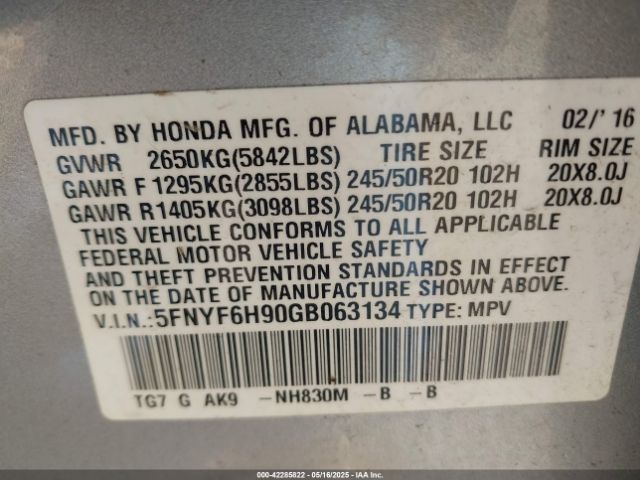 MFD. BY HONDA MFG. OF ALABAMA, LLC 02/'16
GVWR 2650KG(5842LBS) TIRE SIZE RIM SIZE
GAWR F 1295KG(2855LBS) 245/50R20 102H 20X8.0J
GAWR R1405KG(3098LBS) 245/50R20 102H 20X8.0J
THIS VEHICLE CONFORMS TO ALL APPLICABLE
FEDERAL MOTOR VEHICLE SAFETY
AND THEFT PREVENTION STANDARDS IN EFFECT
ON THE DATE OF MANUFACTURE SHOWN ABOVE.
V.I.N.:5FNYF6H90GB063134 TYPE: MPV
TG7 G AK9 -NH830M -B -B
000-42285822 - 05/16/2025 - IAAI